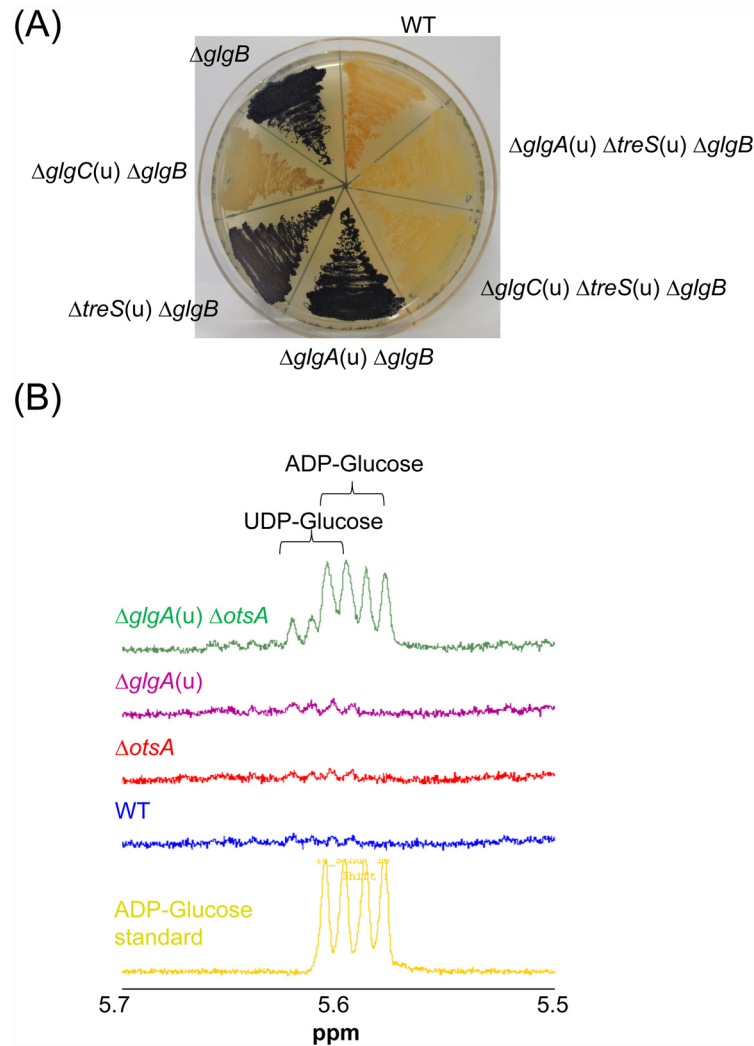 (A)
WT
ΔglgB
ΔglgA(u) ΔtreS(u) ΔglgB
ΔglgC(u) ΔglgB
ΔglgC(u) ΔtreS(u) ΔglgB
ΔtreS(u) ΔglgB
ΔglgA(u) ΔglgB
(B)
ADP-Glucose
UDP-Glucose
ΔglgA(u) ΔotsA
ΔglgA(u)
ΔotsA
WT
Shift :
ADP-Glucose
standard
5.7 5.6 5.5
ppm